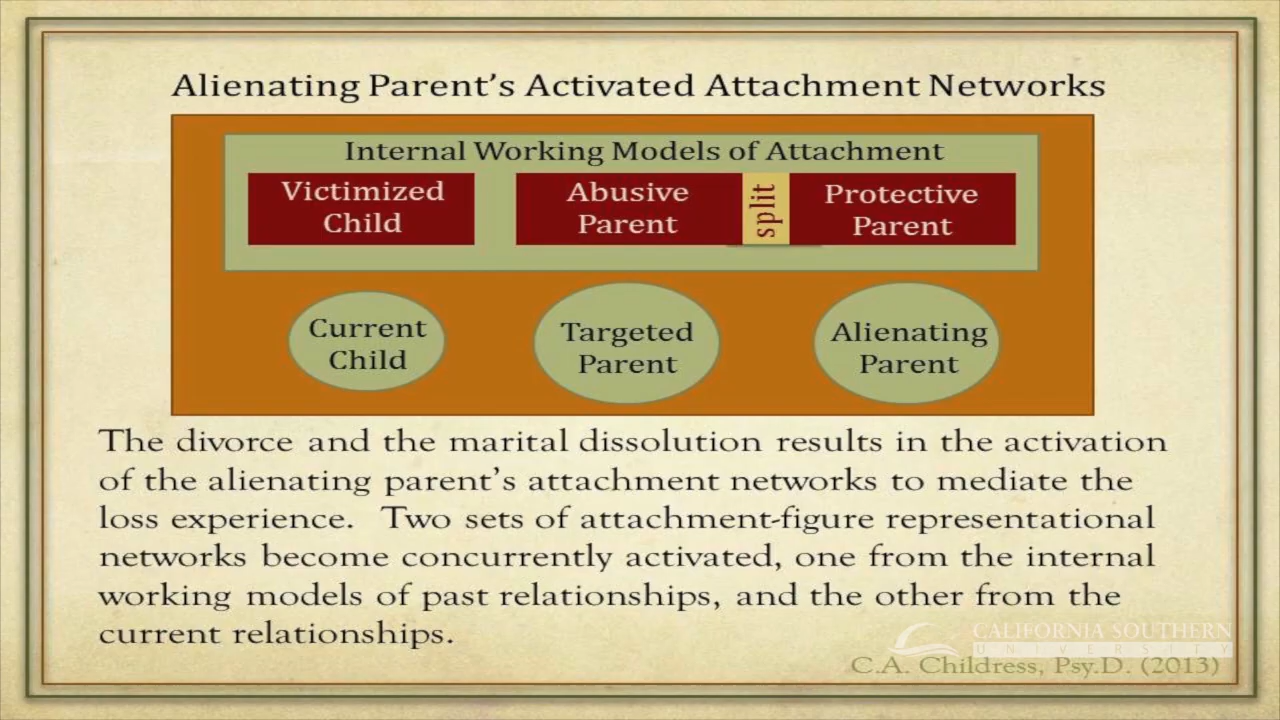 Alienating Parent's Activated Attachment Networks
Internal Working Models of Attachment
Victimized
Child
Abusive
Parent
split
Protective
Parent
Current
Child
Targeted
Parent
Alienating
Parent
The divorce and the marital dissolution results in the activation
of the alienating parent's attachment networks to mediate the
loss experience.  Two sets of attachment-figure representational
networks become concurrently activated, one from the internal
working models of past relationships, and the other from the
current relationships.
CALIFORNIA SOUTHERN
UNIVERSITY
C.A. Childress, Psy.D. (2013)